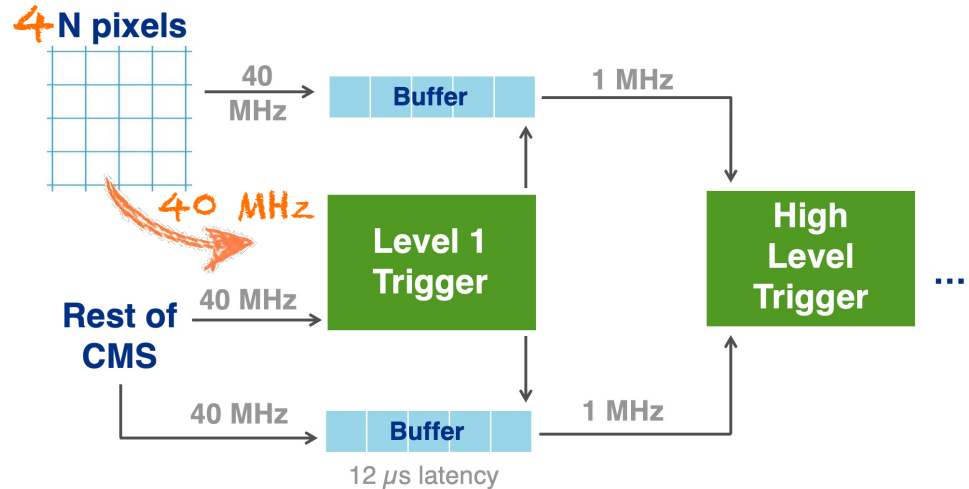 4N pixels
40
MHz
Buffer
1 MHz
40 MHz
Level 1
Trigger
High
Level
Trigger
...
Rest of
CMS
40 MHz
40 MHz
Buffer
1 MHz
12 μs latency